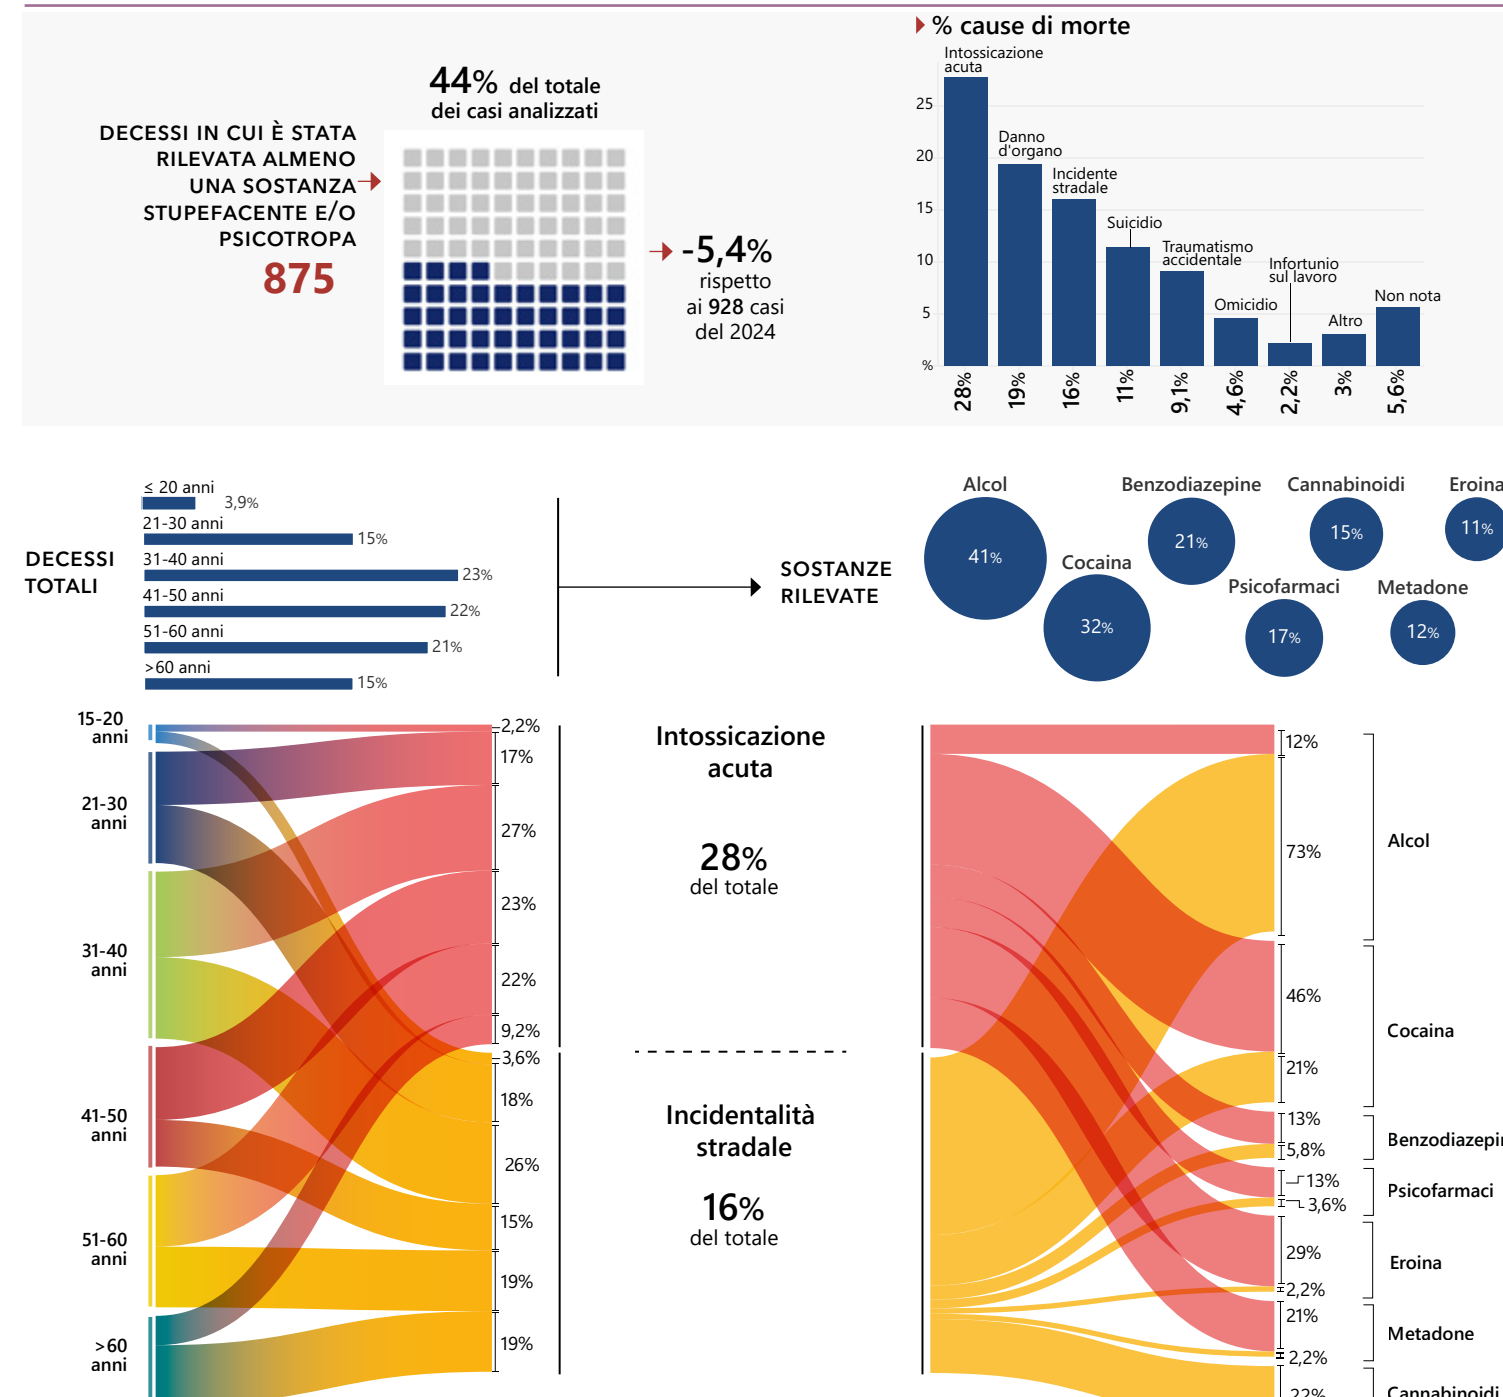 44% del totale
dei casi analizzati
DECESSI IN CUI È STATA
RILEVATA ALMENO
UNA SOSTANZA
STUPEFACENTE E/O
PSICOTROPA
875
-5,4%
rispetto
ai 928 casi
del 2024
% cause di morte
Intossicazione
acuta
Danno
d'organo
Incidente
stradale
Suicidio
Traumatismo
accidentale
Omicidio
Infortunio
sul lavoro
Altro
Non nota
25
20
15
10
5
%
28%
19%
16%
11%
9,1%
4,6%
2,2%
3%
5,6%
DECESSI
TOTALI
≤ 20 anni
3,9%
21-30 anni
15%
31-40 anni
23%
41-50 anni
22%
51-60 anni
21%
>60 anni
15%
SOSTANZE
RILEVATE
Alcol
41%
Cocaina
32%
Benzodiazepine
21%
Psicofarmaci
17%
Cannabinoidi
15%
Metadone
12%
Eroina
11%
15-20
anni
21-30
anni
31-40
anni
41-50
anni
51-60
anni
>60
anni
2,2%
17%
27%
23%
22%
9,2%
3,6%
18%
26%
15%
19%
19%
Intossicazione
acuta
28%
del totale
Incidentalità
stradale
16%
del totale
12%
73%
Alcol
46%
21%
Cocaina
13%
5,8%
Benzodiazepin
13%
3,6%
Psicofarmaci
29%
2,2%
Eroina
21%
2,2%
Metadone
22%
Cannabinoidi